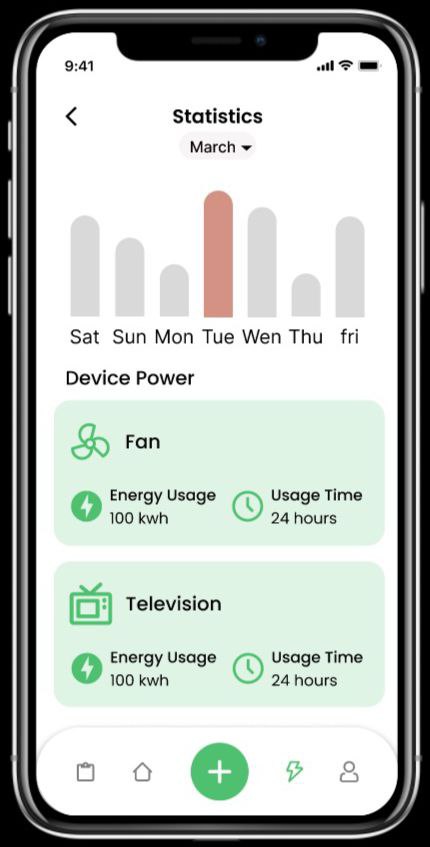 9:41
Statistics
March
Sat Sun Mon Tue Wen Thu fri
Device Power
Fan
Energy Usage Usage Time
100 kwh 24 hours
Television
Energy Usage Usage Time
100 kwh 24 hours